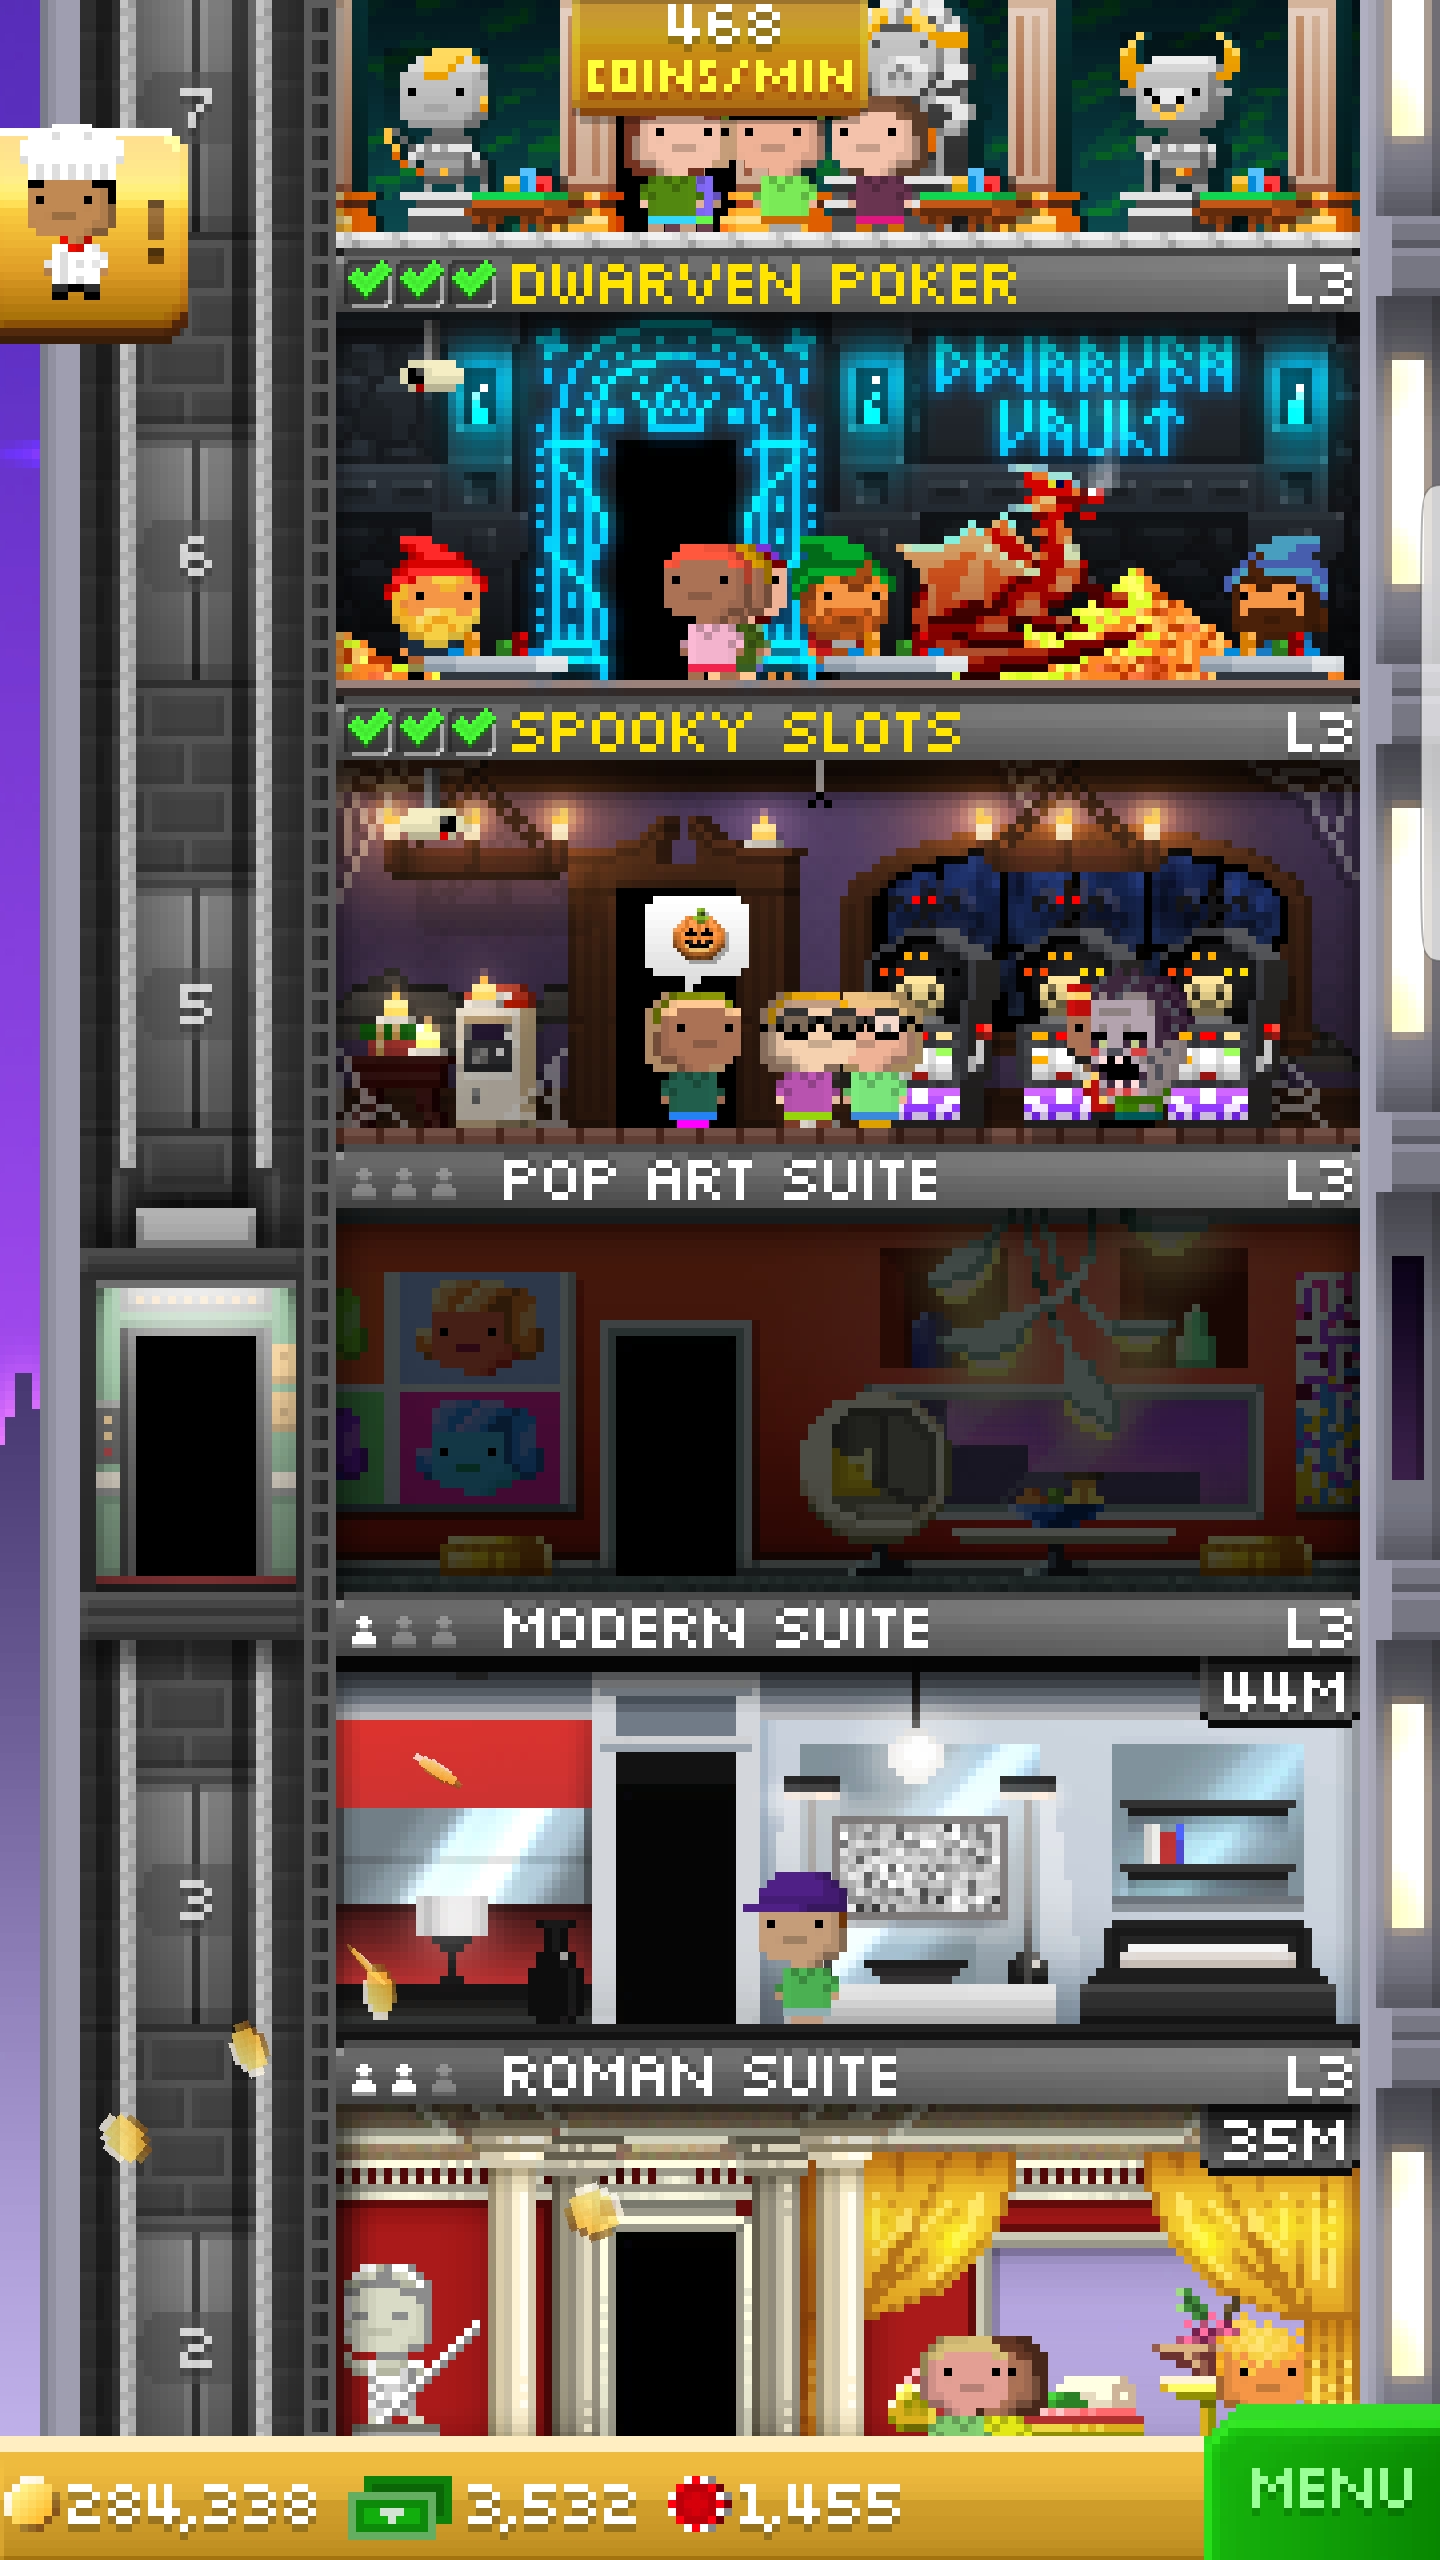 468
COINS/MIN
7
!
DWARVEN POKER L3
DWARVEN
VAULT
6
SPOOKY SLOTS L3
5
POP ART SUITE L3
MODERN SUITE L3
44M
3
ROMAN SUITE L3
35M
2
284,338 3,532 1,455 MENU